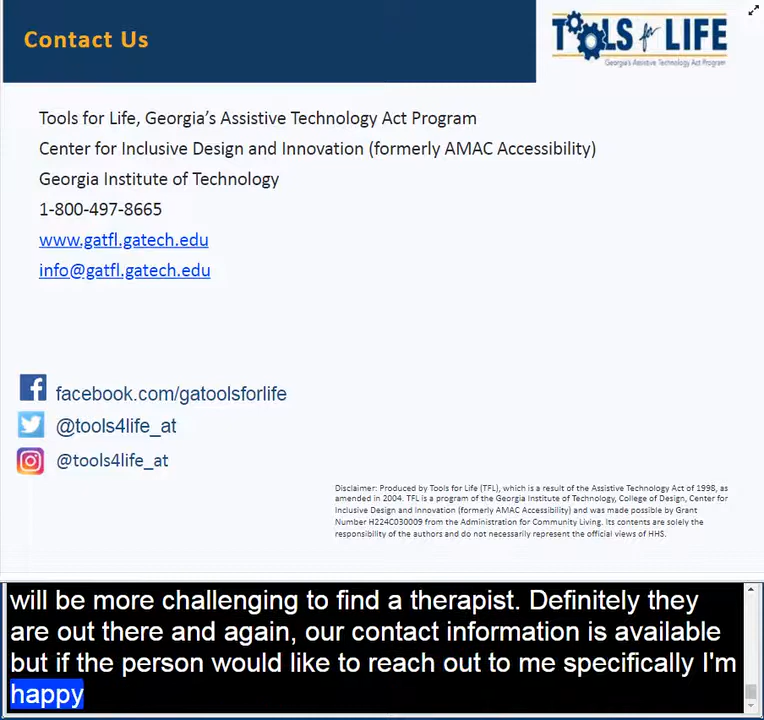 Contact Us
TOOLS for LIFE
Georgia's Assistive Technology Act Program
Tools for Life, Georgia’s Assistive Technology Act Program
Center for Inclusive Design and Innovation (formerly AMAC Accessibility)
Georgia Institute of Technology
1-800-497-8665
www.gatfl.gatech.edu
info@gatfl.gatech.edu
facebook.com/gatoolsforlife
@tools4life_at
@tools4life_at
Disclaimer: Produced by Tools for Life (TFL), which is a result of the Assistive Technology Act of 1998, as
amended in 2004. TFL is a program of the Georgia Institute of Technology, College of Design, Center for
Inclusive Design and Innovation (formerly AMAC Accessibility) and was made possible by Grant
Number H224C030009 from the Administration for Community Living. Its contents are solely the
responsibility of the authors and do not necessarily represent the official views of HHS.
will be more challenging to find a therapist. Definitely they
are out there and again, our contact information is available
but if the person would like to reach out to me specifically I'm
happy